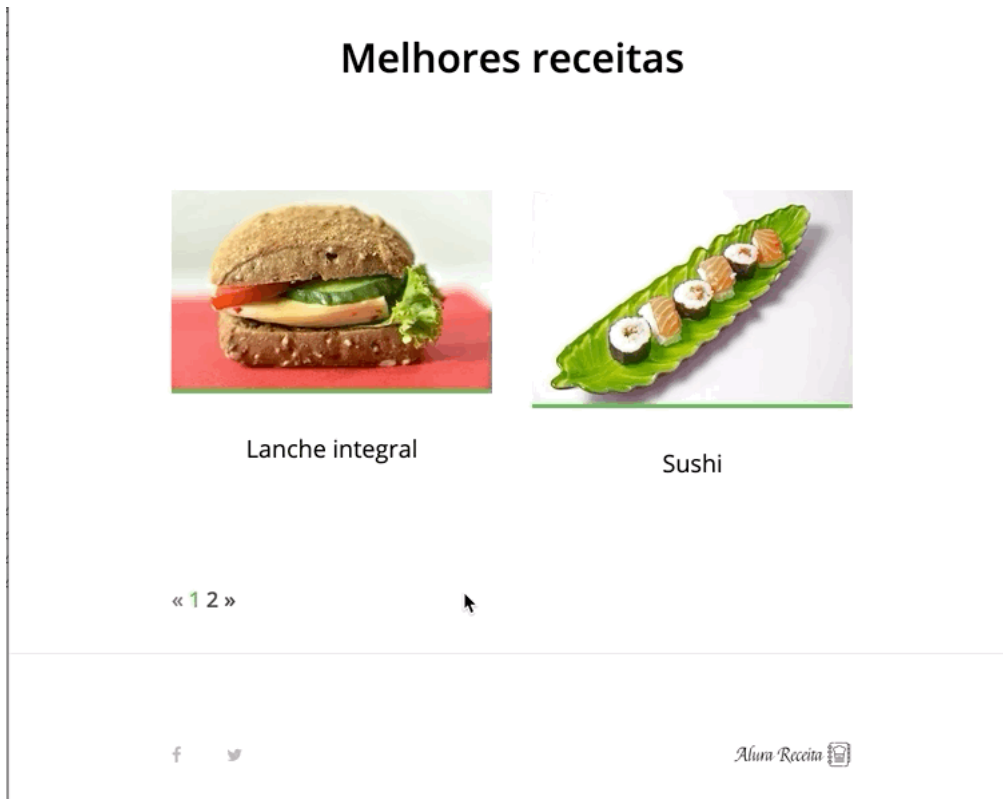 Melhores receitas
Lanche integral
Sushi
« 1 2 »
Alura Receita